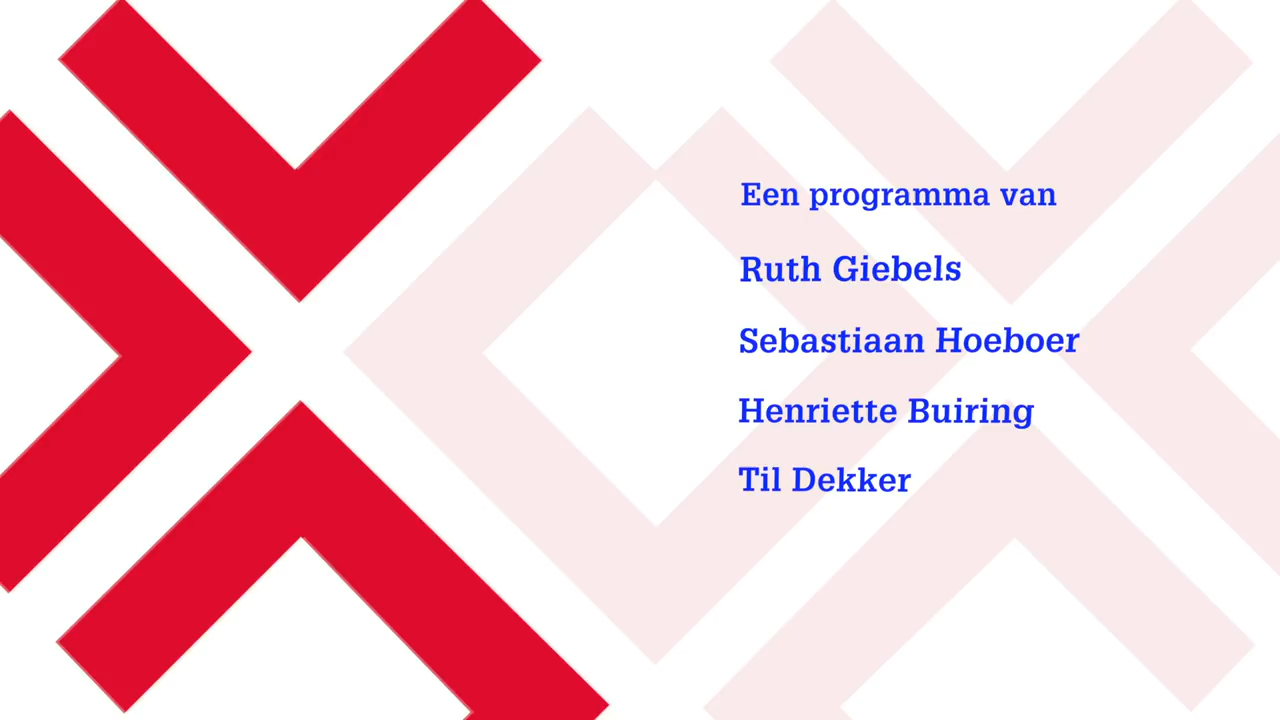 Een programma van
Ruth Giebels
Sebastiaan Hoeboer
Henriette Buiring
Til Dekker